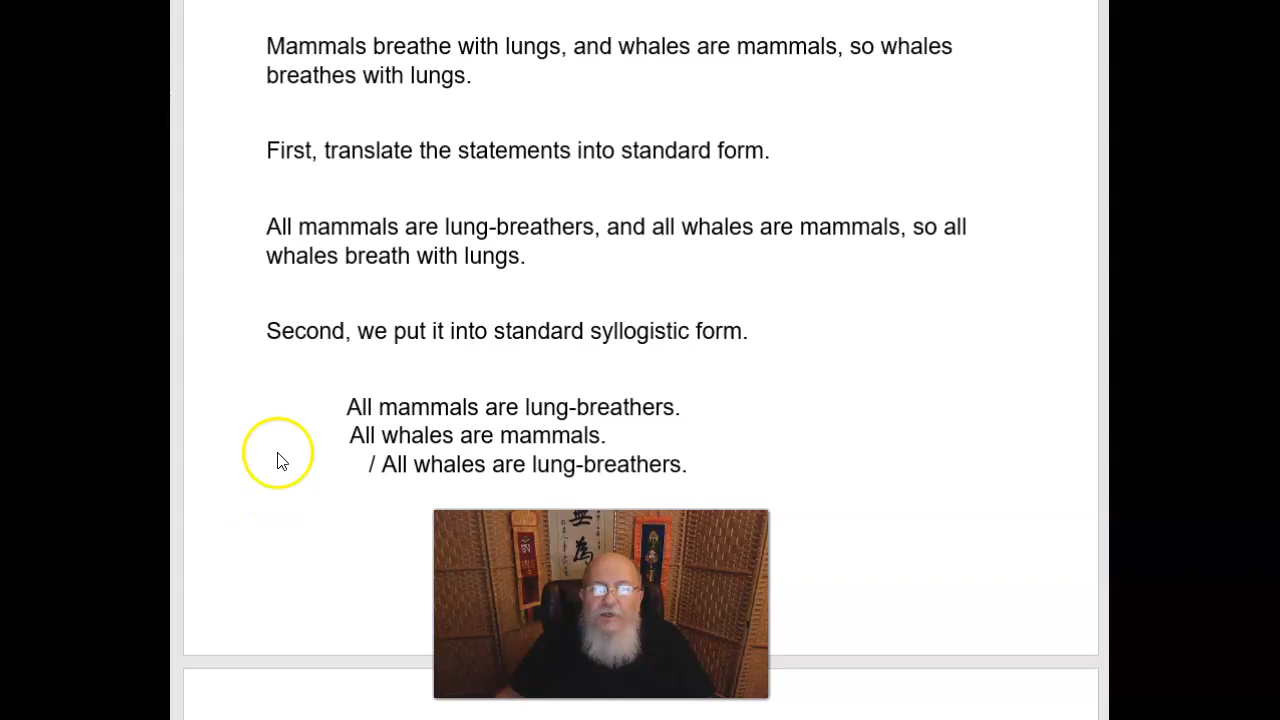 Mammals breathe with lungs, and whales are mammals, so whales
breathes with lungs.
First, translate the statements into standard form.
All mammals are lung-breathers, and all whales are mammals, so all
whales breath with lungs.
Second, we put it into standard syllogistic form.
All mammals are lung-breathers.
All whales are mammals.
/ All whales are lung-breathers.
無
為